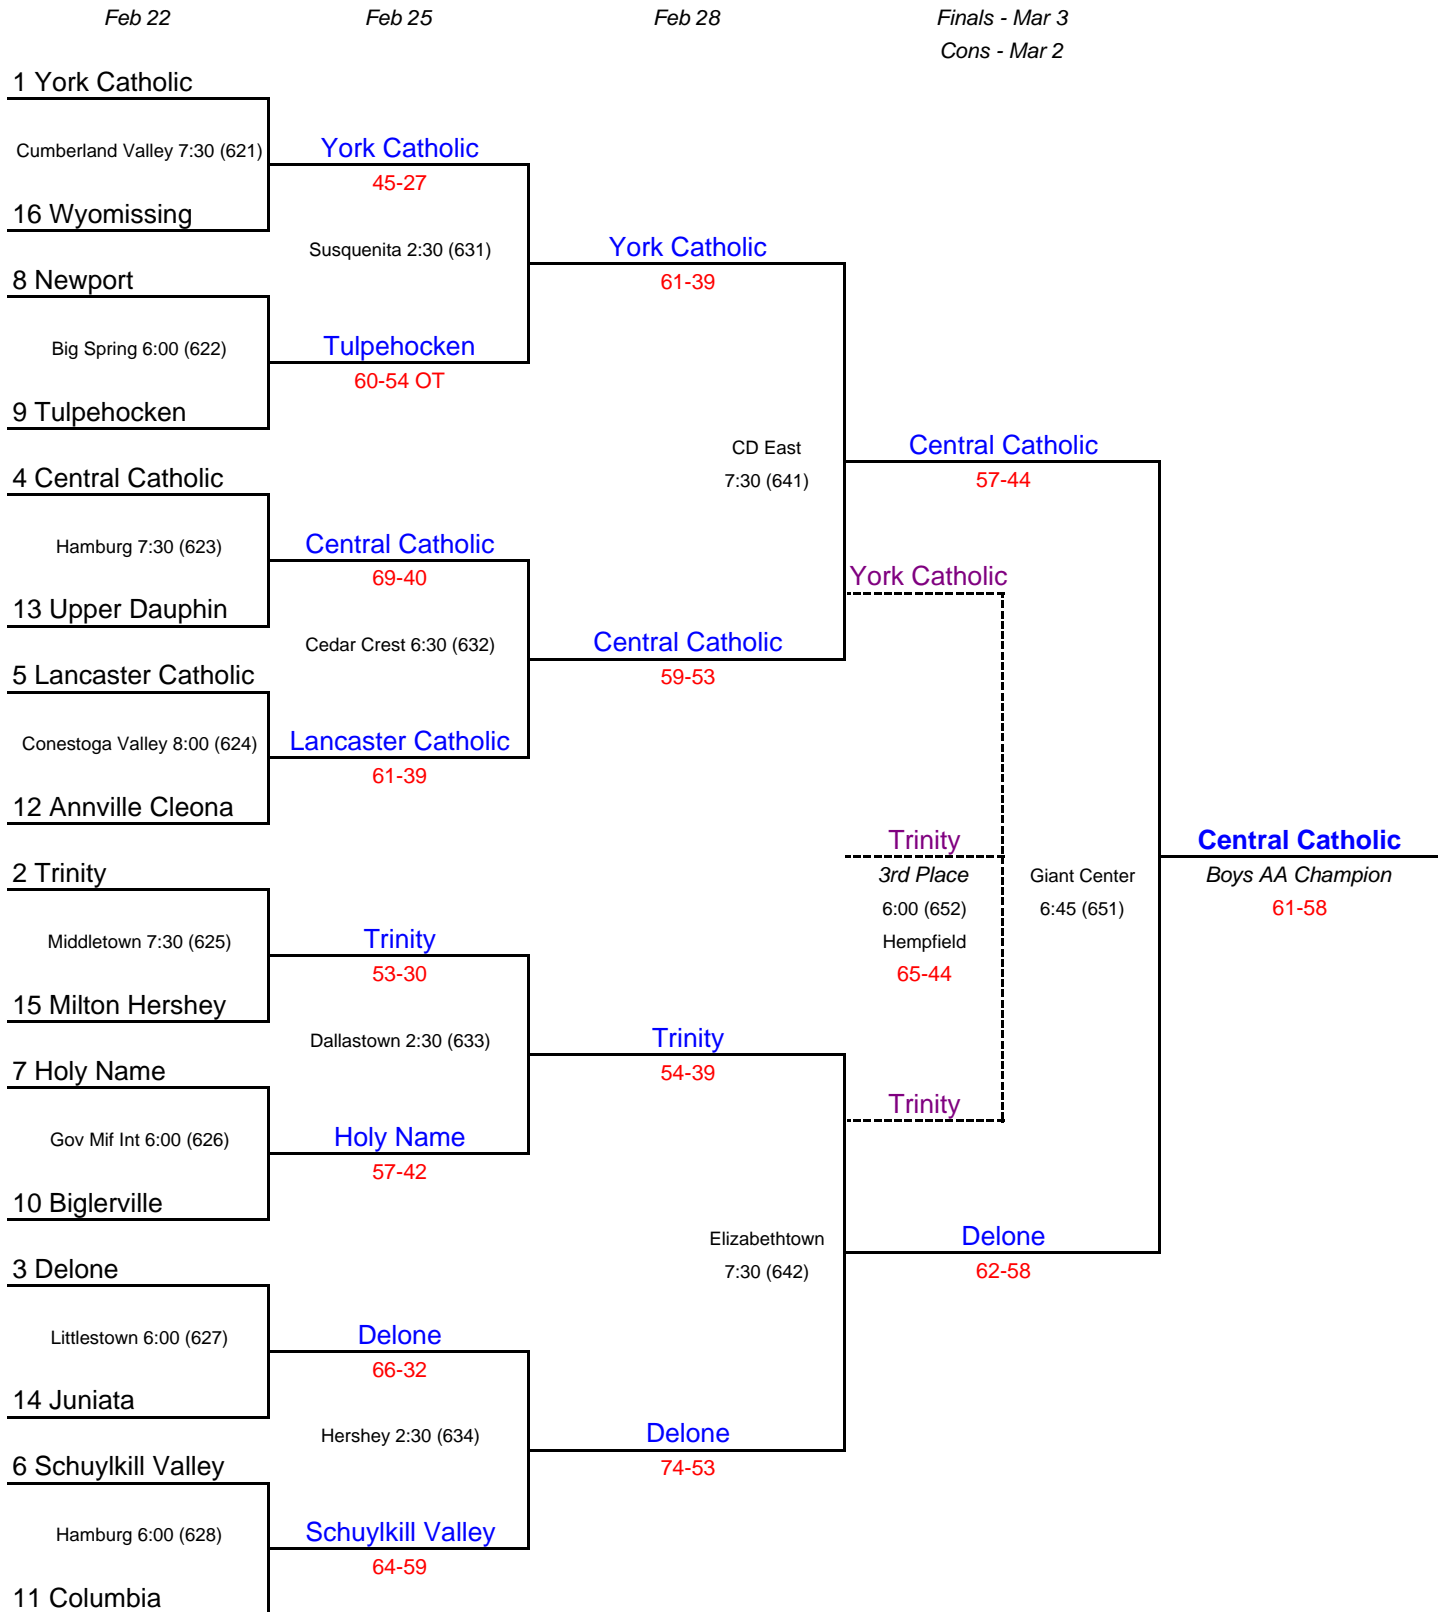 Feb 22
Feb 25
Feb 28
Finals - Mar 3
Cons - Mar 2
1 York Catholic
Cumberland Valley 7:30 (621)
York Catholic
45-27
16 Wyomissing
Susquenita 2:30 (631)
York Catholic
61-39
8 Newport
Big Spring 6:00 (622)
Tulpehocken
60-54 OT
9 Tulpehocken
CD East
7:30 (641)
Central Catholic
57-44
4 Central Catholic
Hamburg 7:30 (623)
Central Catholic
69-40
York Catholic
13 Upper Dauphin
Cedar Crest 6:30 (632)
Central Catholic
59-53
5 Lancaster Catholic
Conestoga Valley 8:00 (624)
Lancaster Catholic
61-39
12 Annville Cleona
Trinity
3rd Place
6:00 (652)
Hempfield
65-44
Giant Center
6:45 (651)
Central Catholic
Boys AA Champion
61-58
2 Trinity
Middletown 7:30 (625)
Trinity
53-30
15 Milton Hershey
Dallastown 2:30 (633)
Trinity
54-39
7 Holy Name
Trinity
Gov Mif Int 6:00 (626)
Holy Name
57-42
10 Biglerville
Elizabethtown
7:30 (642)
Delone
62-58
3 Delone
Littlestown 6:00 (627)
Delone
66-32
14 Juniata
Hershey 2:30 (634)
Delone
74-53
6 Schuylkill Valley
Hamburg 6:00 (628)
Schuylkill Valley
64-59
11 Columbia